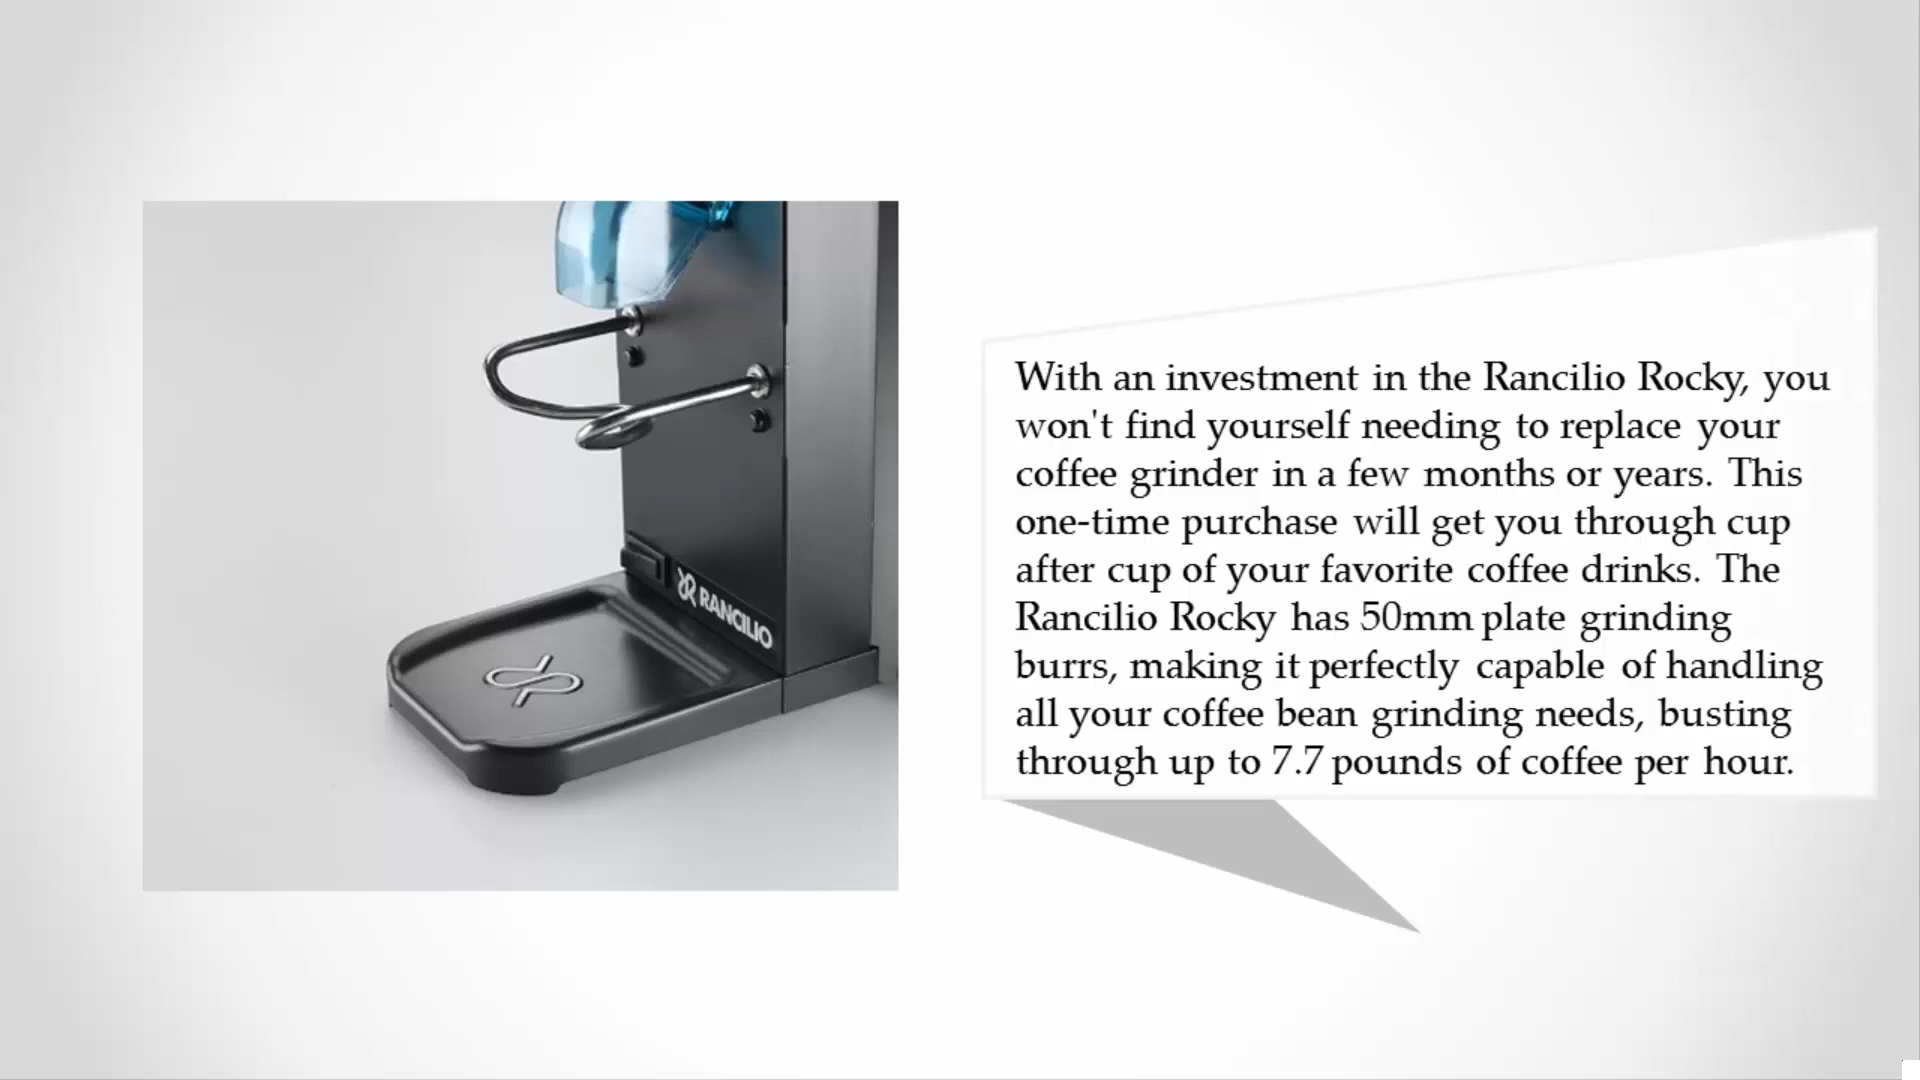 RANCILIO
With an investment in the Rancilio Rocky, you
won't find yourself needing to replace your
coffee grinder in a few months or years. This
one-time purchase will get you through cup
after cup of your favorite coffee drinks. The
Rancilio Rocky has 50mm plate grinding
burrs, making it perfectly capable of handling
all your coffee bean grinding needs, busting
through up to 7.7 pounds of coffee per hour.